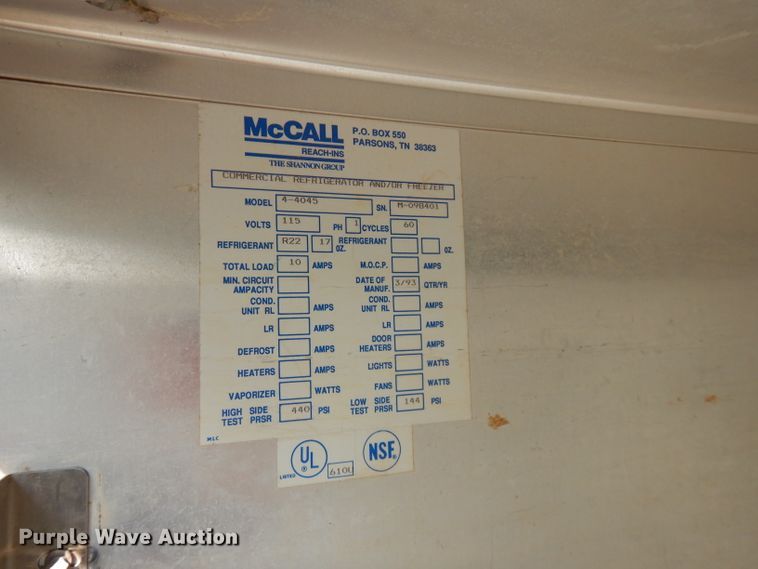 McCALL
REACH-INS
THE SHANNON GROUP
P.O. BOX 550
PARSONS, TN 38363
COMMERCIAL REFRIGERATOR AND/OR FREEZER
MODEL 4-4045 SN. M-098401
VOLTS 115 PH 1 CYCLES 60
REFRIGERANT R22 17 OZ. REFRIGERANT OZ.
TOTAL LOAD 10 AMPS M.O.C.P. AMPS
MIN. CIRCUIT AMPACITY DATE OF MANUF. 3/93 QTR/YR
COND. UNIT RL AMPS COND. UNIT RL AMPS
LR AMPS LR AMPS
DEFROST AMPS DOOR HEATERS AMPS
HEATERS AMPS LIGHTS WATTS
VAPORIZER WATTS FANS WATTS
HIGH SIDE TEST PRSR 440 PSI LOW SIDE TEST PRSR 144 PSI
MLC
UL ®
LISTED 610L
NSF.
Purple Wave Auction